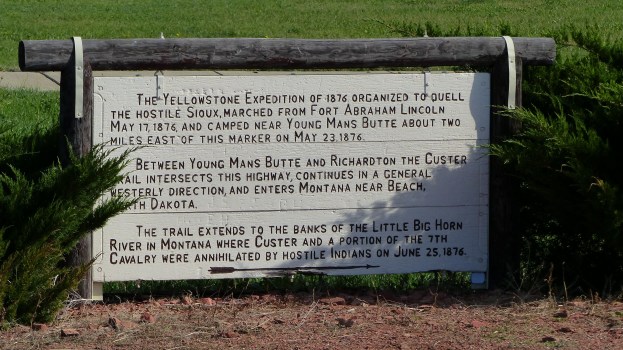 The Yellowstone Expedition of 1876 organized to quell
the hostile Sioux, marched from Fort Abraham Lincoln
May 17, 1876, and camped near Young Mans Butte about two
miles east of this marker on May 23, 1876.
Between Young Mans Butte and Richardton the Custer
ail intersects this highway, continues in a general
westerly direction, and enters Montana near Beach,
h Dakota.
The trail extends to the banks of the Little Big Horn
River in Montana where Custer and a portion of the 7th
Cavalry were annihilated by hostile Indians on June 25, 1876.